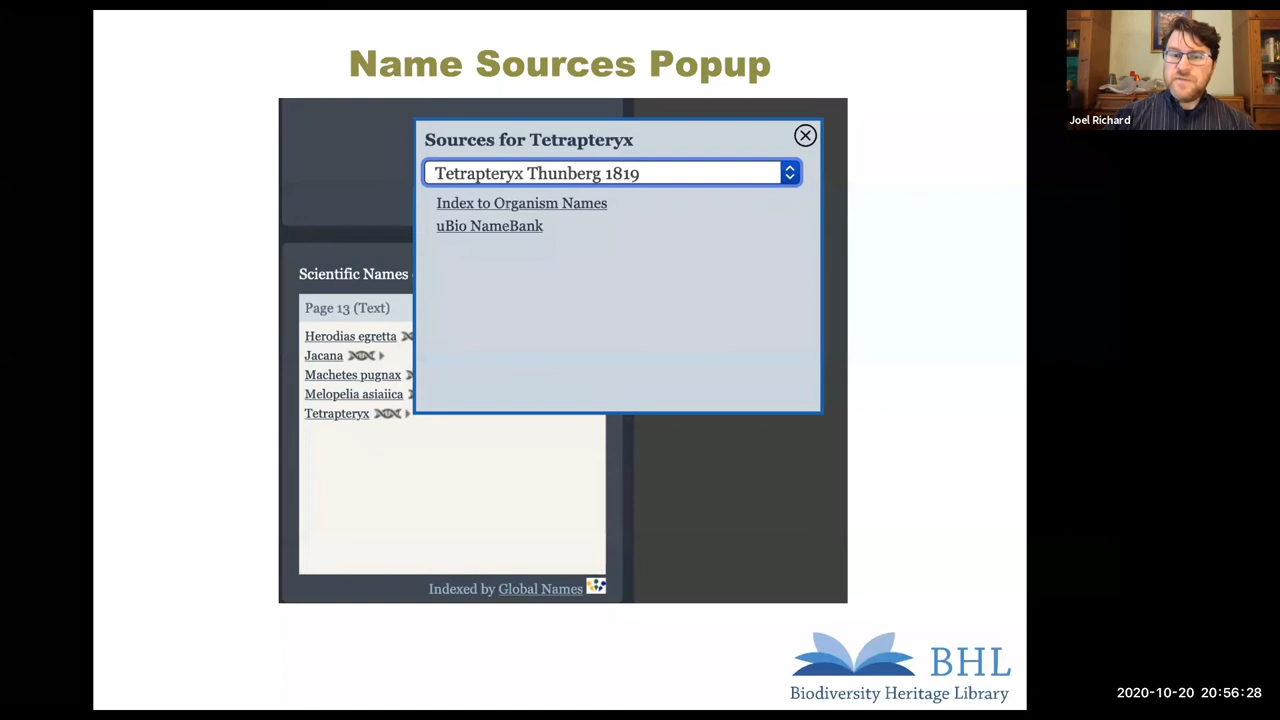 Name Sources Popup
Joel Richard
Sources for Tetrapteryx
Tetrapteryx Thunberg 1819
Index to Organism Names
uBio NameBank
Scientific Names
Page 13 (Text)
Herodias egretta
Jacana
Machetes pugnax
Melopelia asiaiica
Tetrapteryx
Indexed by Global Names
BHL
Biodiversity Heritage Library
2020-10-20 20:56:28